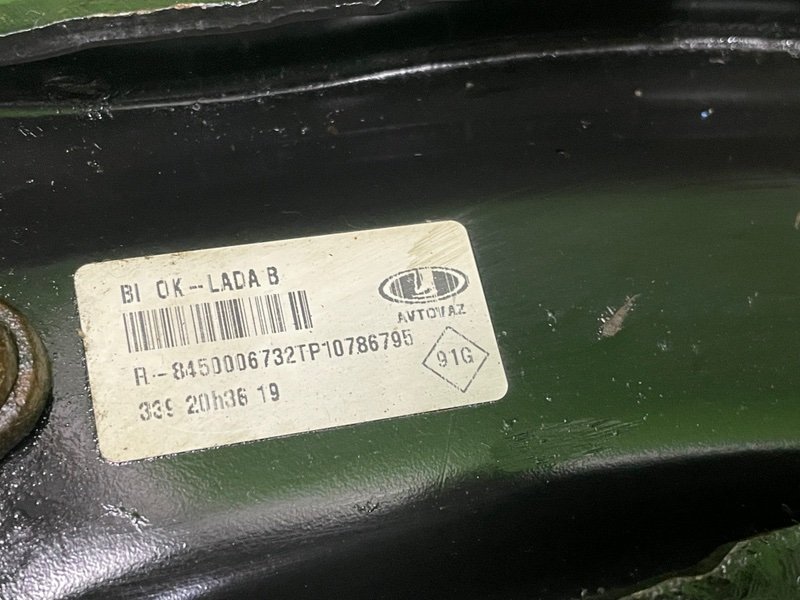 BI OK-LADA B
AVTOVAZ
R-8450006732TP10786795
91G
339 20h36 19